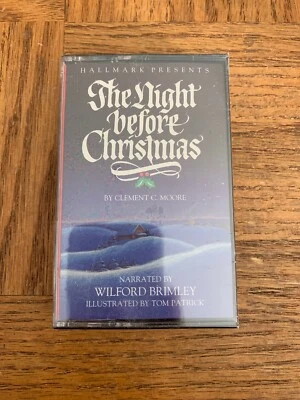 HALLMARK PRESENTS
The Night
before
Christmas
BY CLEMENT C. MOORE
NARRATED BY
WILFORD BRIMLEY
ILLUSTRATED BY TOM PATRICK